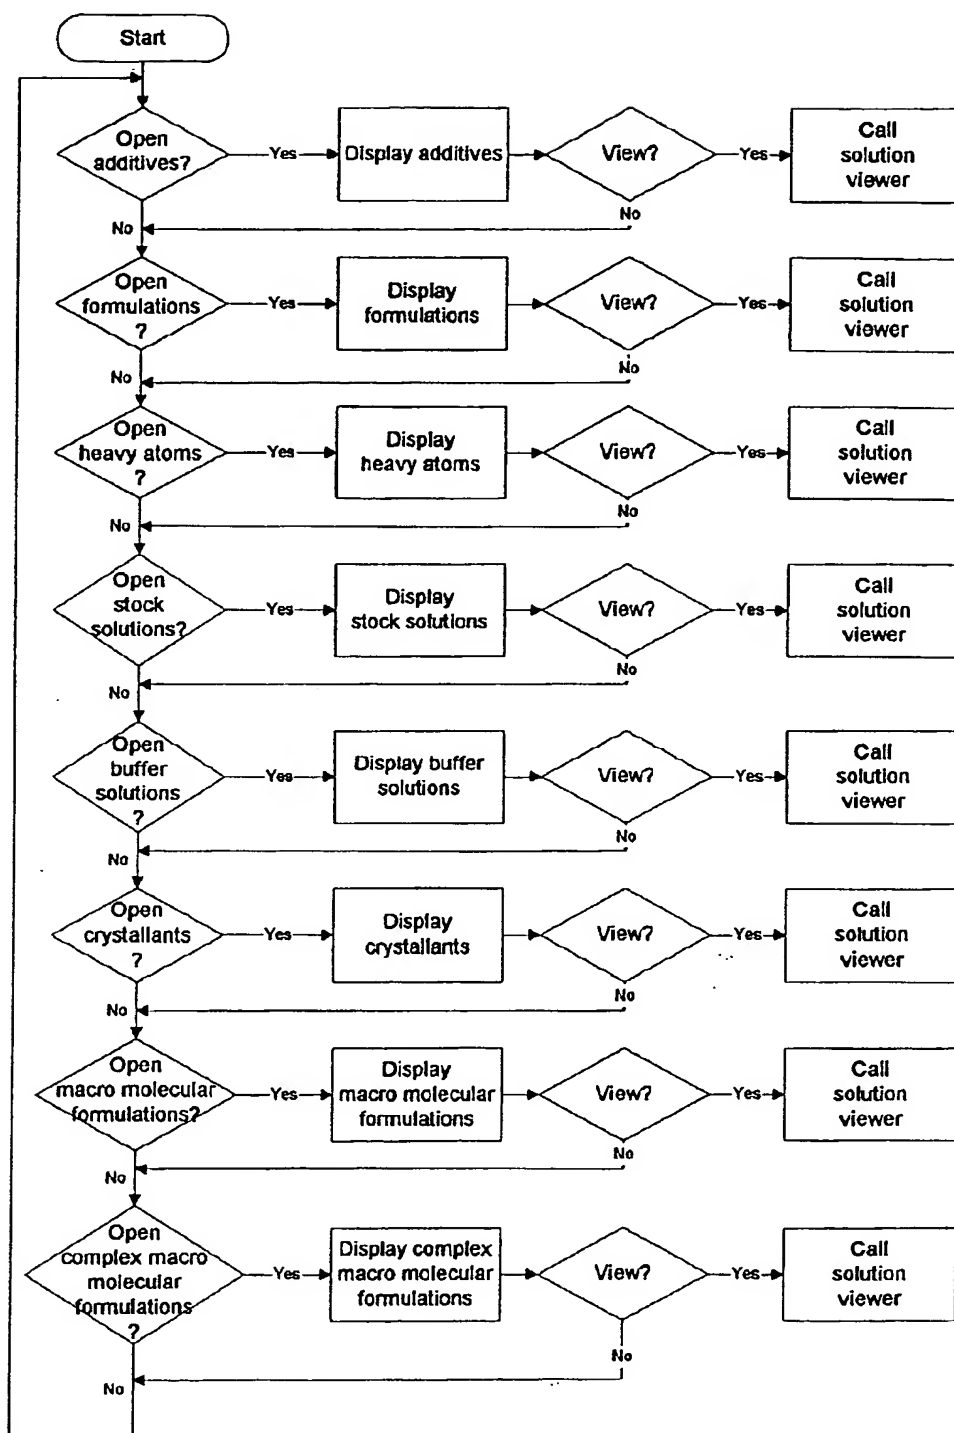 Start
Open
additives?
Yes
Display additives
View?
Yes
Call
solution
viewer
No
No
Open
formulations
?
Yes
Display
formulations
View?
Yes
Call
solution
viewer
No
No
Open
heavy atoms
?
Yes
Display
heavy atoms
View?
Yes
Call
solution
viewer
No
No
Open
stock
solutions?
Yes
Display
stock solutions
View?
Yes
Call
solution
viewer
No
No
Open
buffer
solutions
?
Yes
Display buffer
solutions
View?
Yes
Call
solution
viewer
No
No
Open
crystallants
?
Yes
Display
crystallants
View?
Yes
Call
solution
viewer
No
No
Open
macro molecular
formulations?
Yes
Display
macro molecular
formulations
View?
Yes
Call
solution
viewer
No
No
Open
complex macro
molecular
formulations
?
Yes
Display complex
macro molecular
formulations
View?
Yes
Call
solution
viewer
No
No